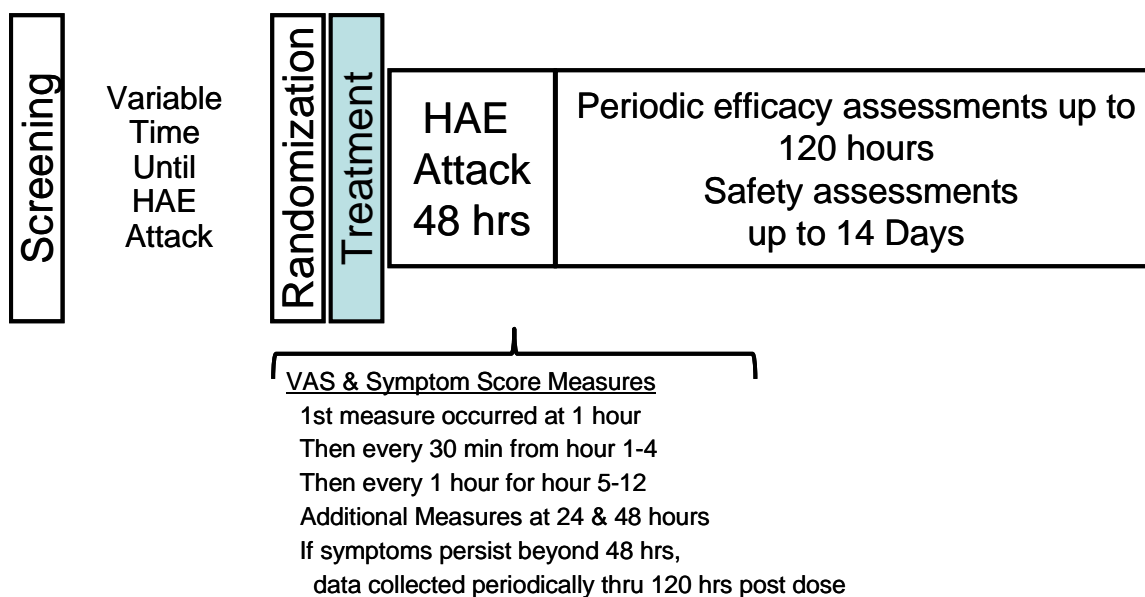 Screening
Variable
Time
Until
HAE
Attack
Randomization
Treatment
HAE
Attack
48 hrs
Periodic efficacy assessments up to
120 hours
Safety assessments
up to 14 Days
VAS & Symptom Score Measures
1st measure occurred at 1 hour
Then every 30 min from hour 1-4
Then every 1 hour for hour 5-12
Additional Measures at 24 & 48 hours
If symptoms persist beyond 48 hrs,
data collected periodically thru 120 hrs post dose